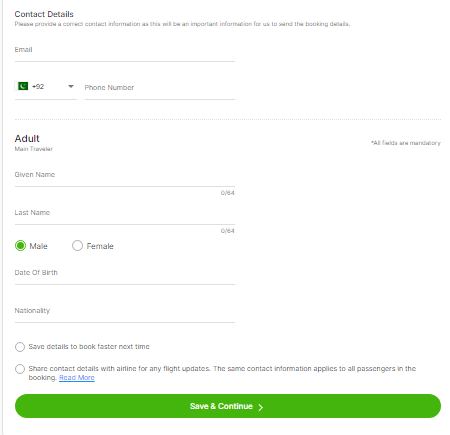 Contact Details
Please provide a correct contact information as this will be an important information for us to send the booking details.
Email
+92
Phone Number
Adult
Main Traveler
*All fields are mandatory
Given Name
0/64
Last Name
0/64
Male
Female
Date Of Birth
Nationality
Save details to book faster next time
Share contact details with airline for any flight updates. The same contact information applies to all passengers in the
booking. Read More
Save & Continue